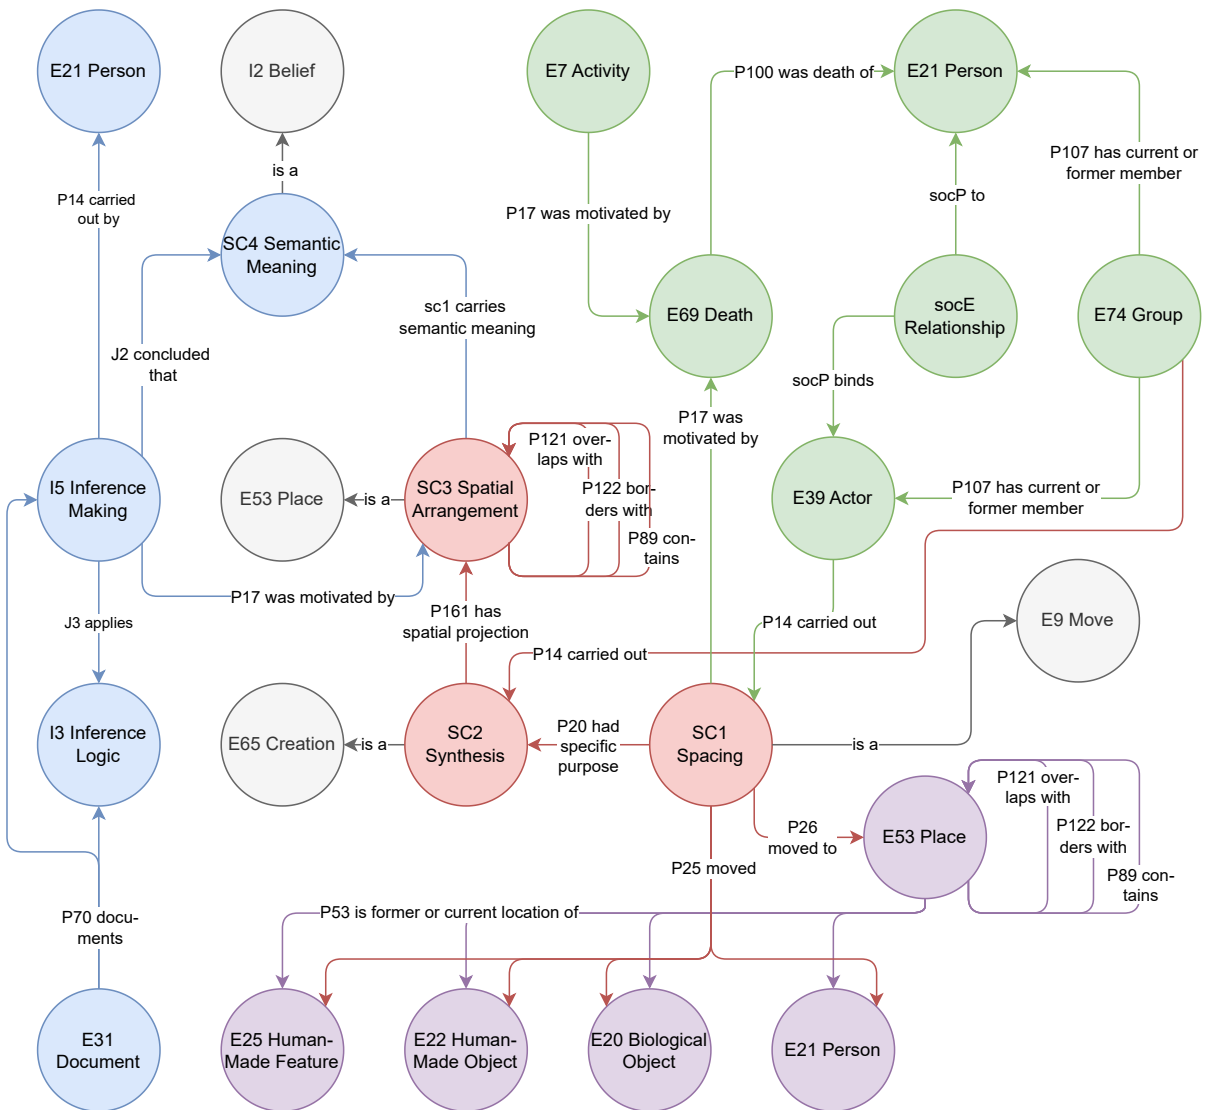 E21 Person
I2 Belief
E7 Activity
P100 was death of
E21 Person
P107 has current or
former member
is a
P14 carried
out by
socP to
P17 was motivated by
SC4 Semantic
Meaning
sc1 carries
semantic meaning
E69 Death
socE
Relationship
E74 Group
J2 concluded
that
socP binds
P17 was
motivated by
P121 over-
laps with
P122 bor-
ders with
P89 con-
tains
I5 Inference
Making
E53 Place
is a
SC3 Spatial
Arrangement
E39 Actor
P107 has current or
former member
P17 was motivated by
P161 has
spatial projection
J3 applies
P14 carried out
P14 carried out
E9 Move
I3 Inference
Logic
E65 Creation
is a
SC2
Synthesis
P20 had
specific
purpose
SC1
Spacing
is a
P121 over-
laps with
P122 bor-
ders with
P89 con-
tains
P26
moved to
E53 Place
P25 moved
P70 docu-
ments
P53 is former or current location of
E31
Document
E25 Human-
Made Feature
E22 Human-
Made Object
E20 Biological
Object
E21 Person